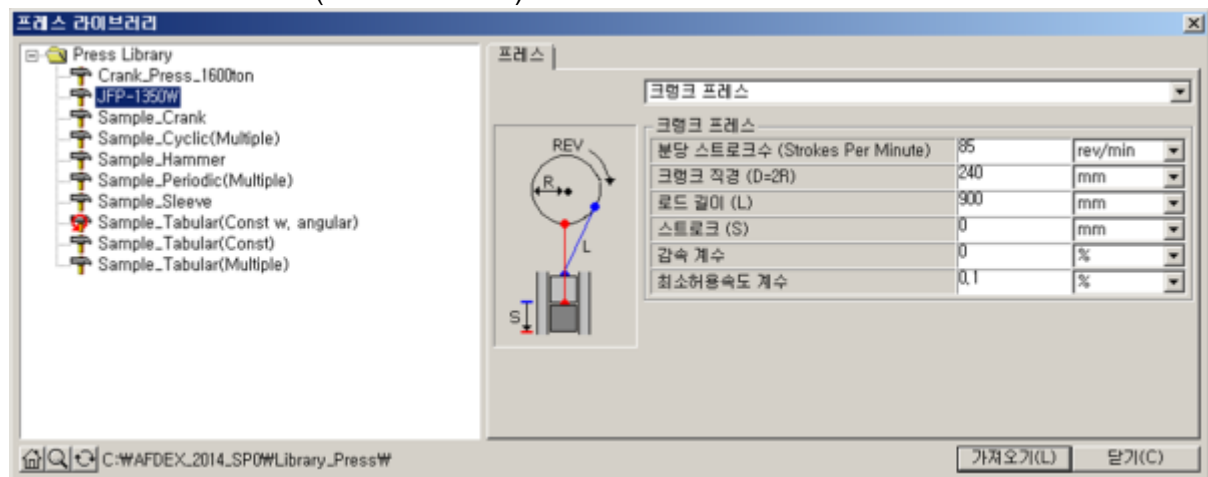 프레스 라이브러리
Press Library
Crank_Press_1600ton
JFP-1350W
Sample_Crank
Sample_Cyclic(Multiple)
Sample_Hammer
Sample_Periodic(Multiple)
Sample_Sleeve
Sample_Tabular(Const w, angular)
Sample_Tabular(Const)
Sample_Tabular(Multiple)
프레스
크렁크 프레스
크렁크 프레스
분당 스트로크수 (Strokes Per Minute) 85 rev/min
크렁크 직경 (D=2R) 240 mm
로드 길이 (L) 900 mm
스트로크 (S) 0 mm
감속 계수 0 %
최소허용속도 계수 0.1 %
REV
R
L
S
C:₩AFDEX_2014_SP0₩Library_Press₩
가져오기(L) 닫기(C)